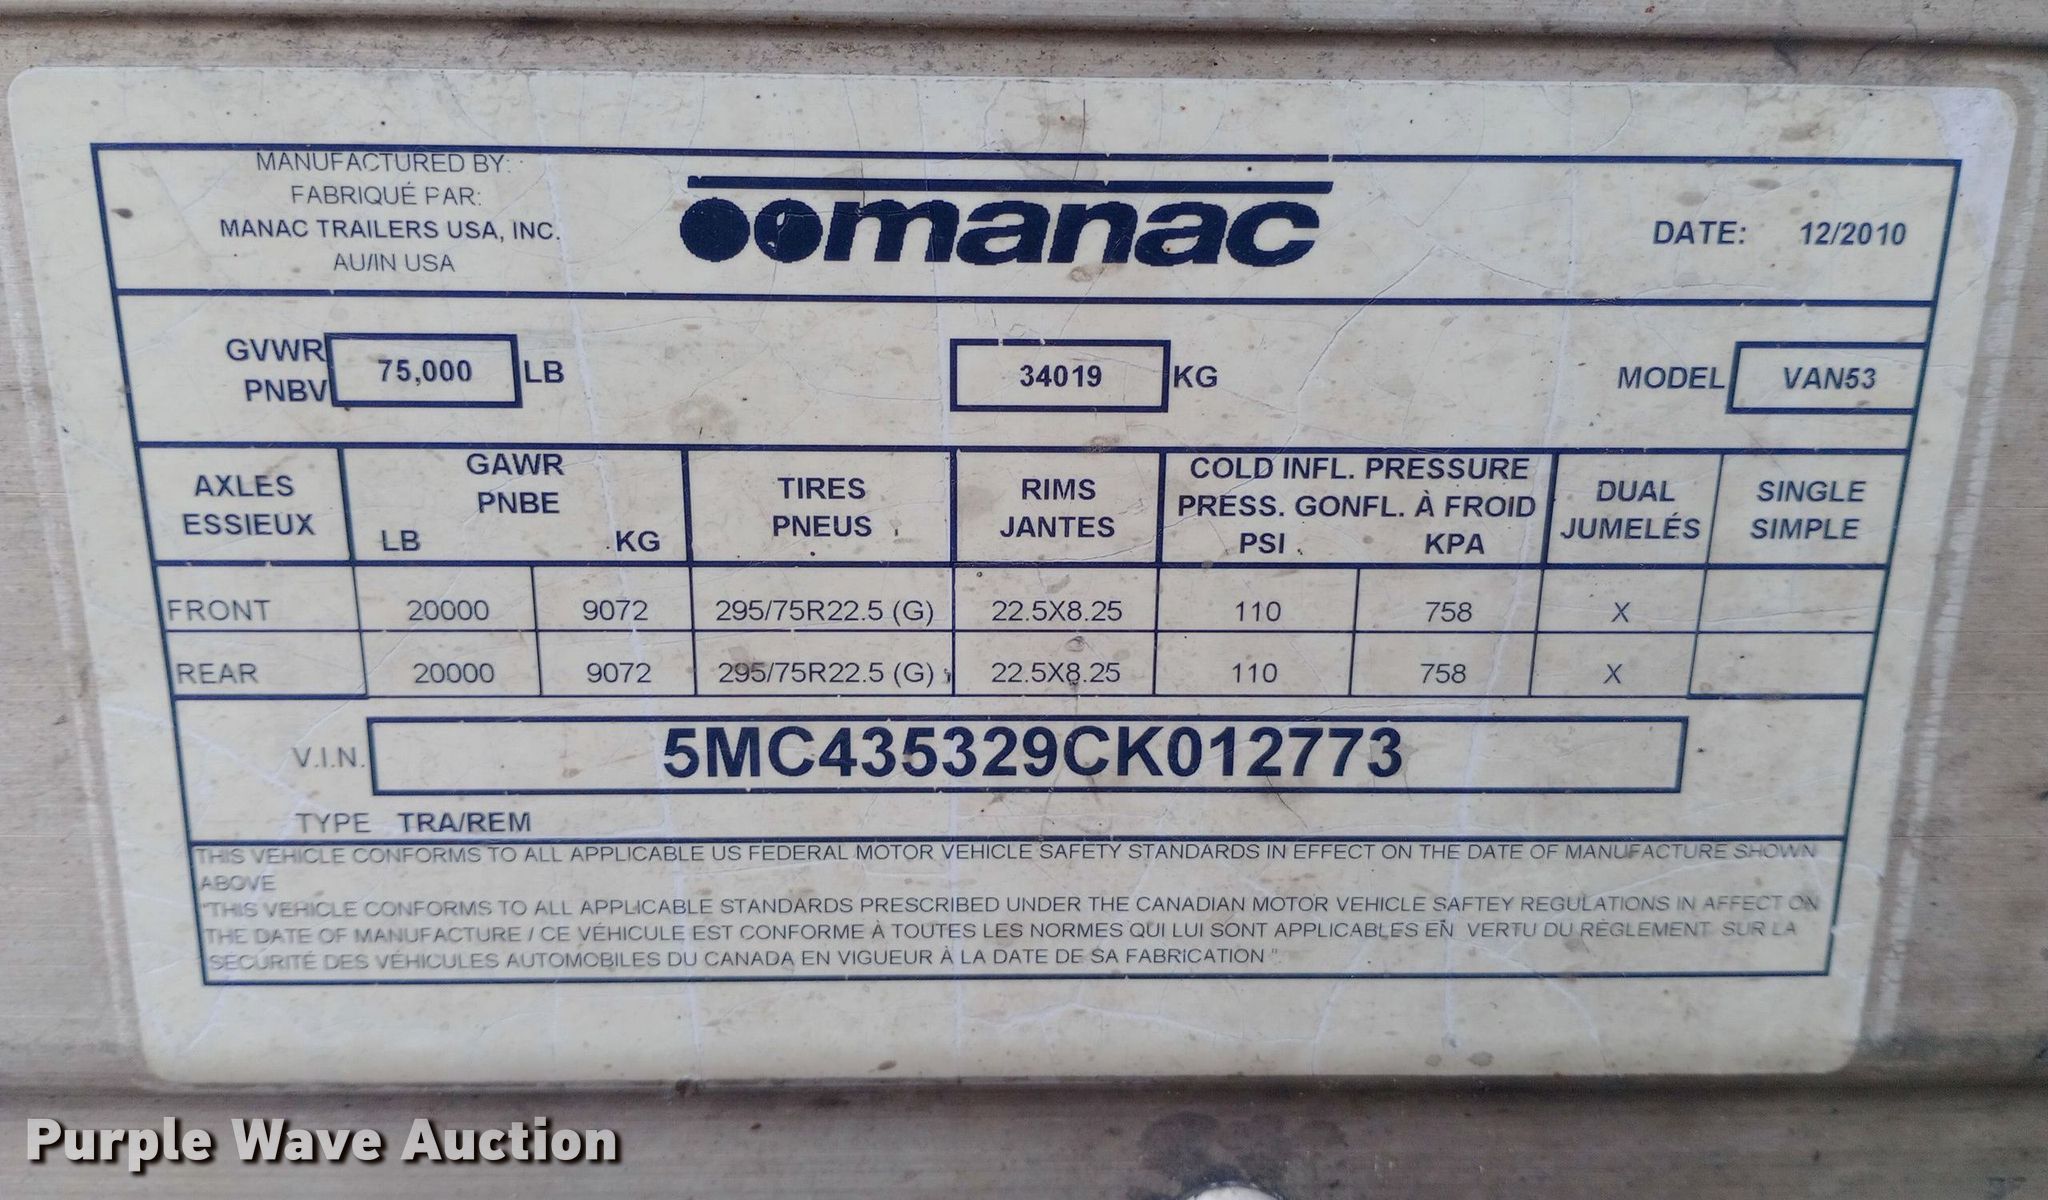 MANUFACTURED BY:
FABRIQUÉ PAR:
MANAC TRAILERS USA, INC.
AU/IN USA
manac
DATE: 12/2010
GVWR
PNBV
75,000 LB
34019 KG
MODEL VAN53
AXLES
ESSIEUX
GAWR
PNBE
LB KG
TIRES
PNEUS
RIMS
JANTES
COLD INFL. PRESSURE
PRESS. GONFL. À FROID
PSI KPA
DUAL
JUMELÉS
SINGLE
SIMPLE
FRONT 20000 9072 295/75R22.5 (G) 22.5X8.25 110 758 X
REAR 20000 9072 295/75R22.5 (G) 22.5X8.25 110 758 X
V.I.N. 5MC435329CK012773
TYPE TRA/REM
THIS VEHICLE CONFORMS TO ALL APPLICABLE US FEDERAL MOTOR VEHICLE SAFETY STANDARDS IN EFFECT ON THE DATE OF MANUFACTURE SHOWN
ABOVE
"THIS VEHICLE CONFORMS TO ALL APPLICABLE STANDARDS PRESCRIBED UNDER THE CANADIAN MOTOR VEHICLE SAFTEY REGULATIONS IN AFFECT ON
THE DATE OF MANUFACTURE / CE VÉHICULE EST CONFORME À TOUTES LES NORMES QUI LUI SONT APPLICABLES EN VERTU DU RÈGLEMENT SUR LA
SÉCURITÉ DES VÉHICULES AUTOMOBILES DU CANADA EN VIGUEUR À LA DATE DE SA FABRICATION "
Purple Wave Auction